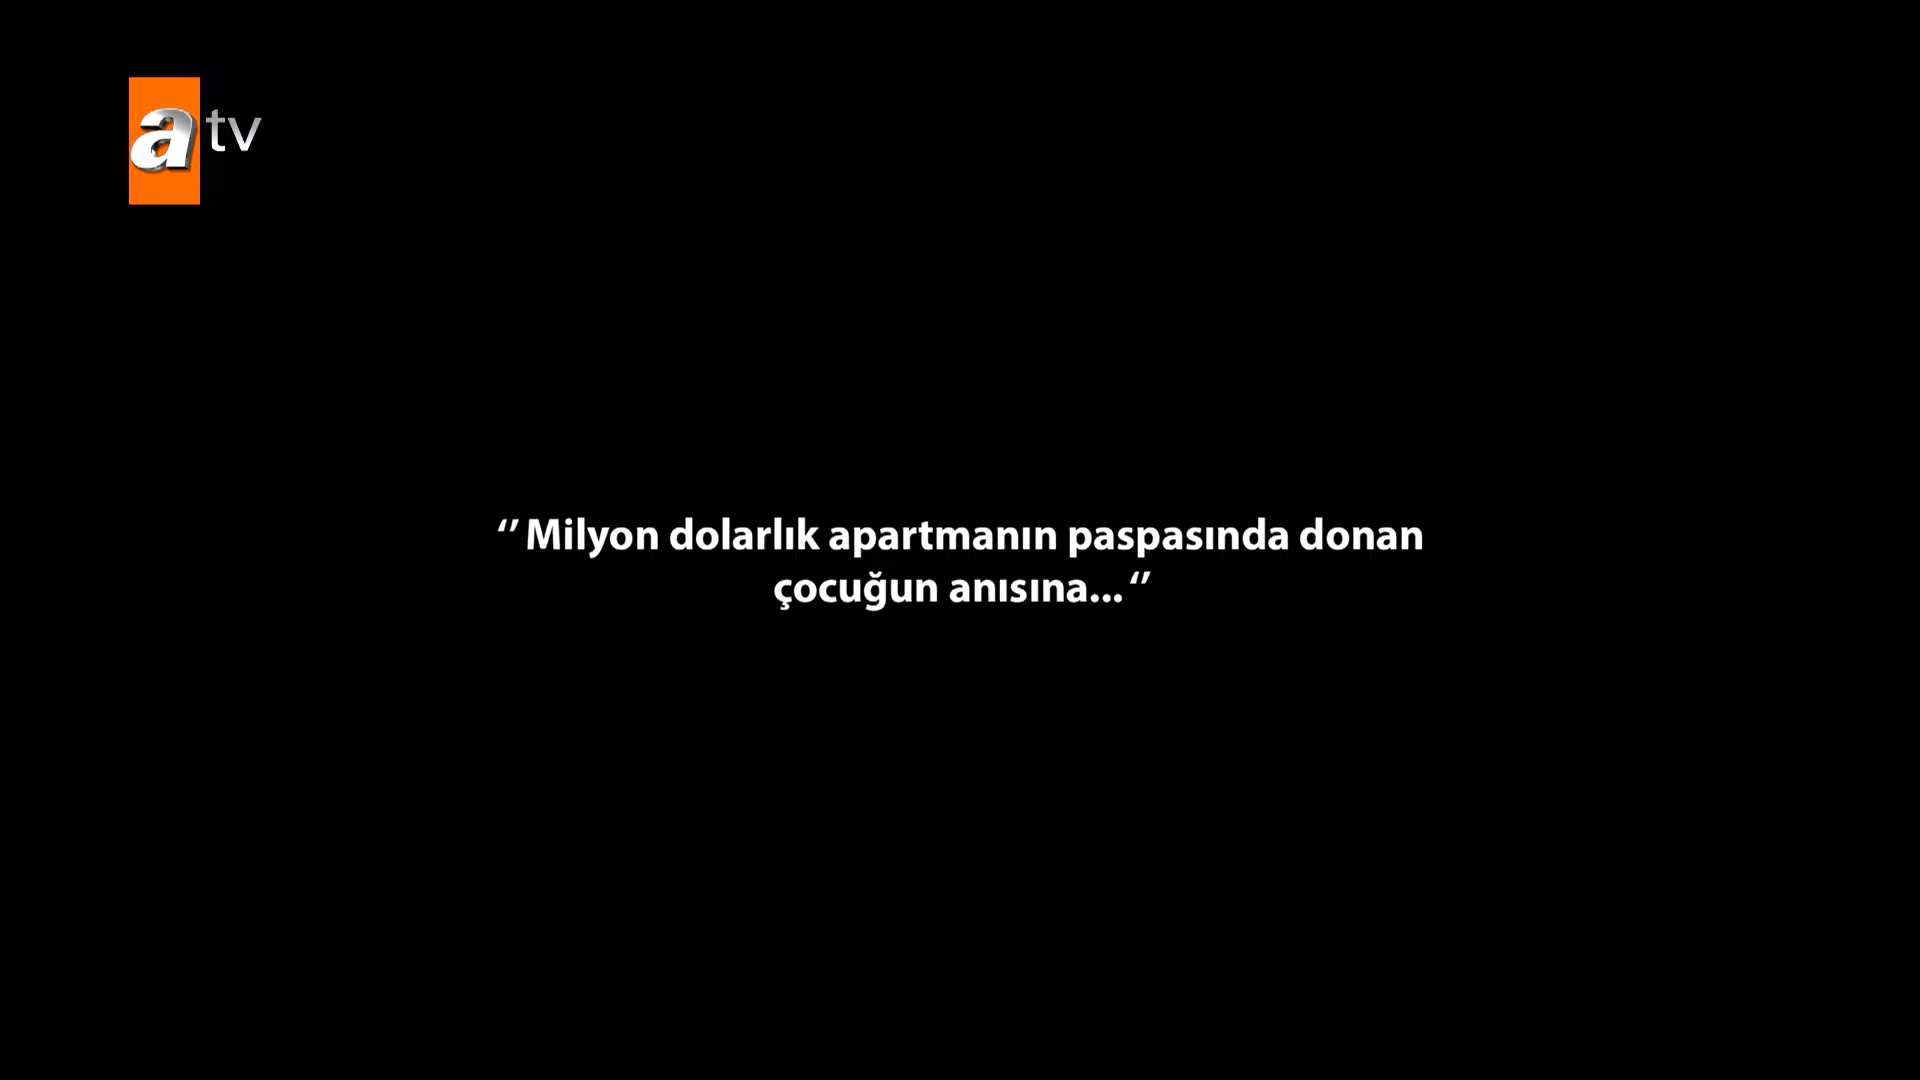 atv
‘’Milyon dolarlık apartmanın paspasında donan
çocuğun anısına...‘’